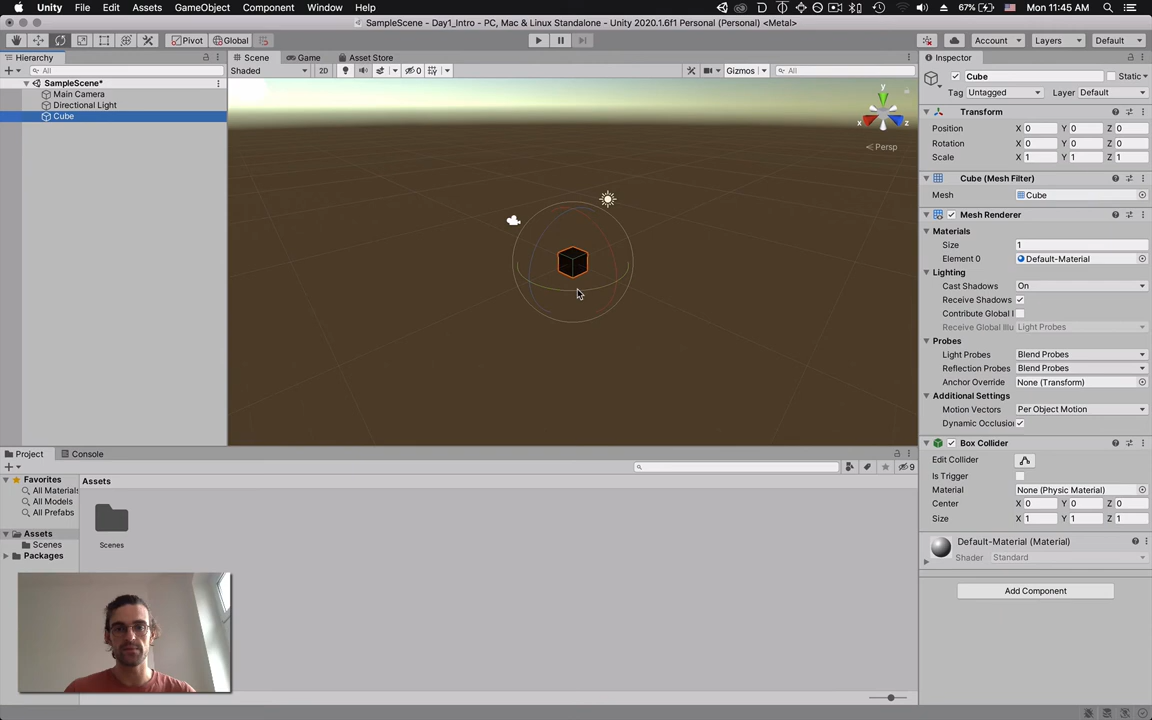 Unity File Edit Assets GameObject Component Window Help 67% Mon 11:45 AM
SampleScene - Day1_Intro - PC, Mac & Linux Standalone - Unity 2020.1.6f1 Personal (Personal) <Metal>
Pivot Global Account Layers Default
Hierarchy Scene Game Asset Store Inspector
All Shaded 2D 0 Gizmos All Cube Static
SampleScene*
Main Camera
Directional Light
Cube
y
x z
Persp
Tag Untagged Layer Default
Transform
Position X 0 Y 0 Z 0
Rotation X 0 Y 0 Z 0
Scale X 1 Y 1 Z 1
Cube (Mesh Filter)
Mesh Cube
Mesh Renderer
Materials
Size 1
Element 0 Default-Material
Lighting
Cast Shadows On
Receive Shadows
Contribute Global I
Receive Global Illu Light Probes
Probes
Light Probes Blend Probes
Reflection Probes Blend Probes
Anchor Override None (Transform)
Additional Settings
Motion Vectors Per Object Motion
Dynamic Occlusion
Box Collider
Edit Collider
Is Trigger
Material None (Physic Material)
Center X 0 Y 0 Z 0
Size X 1 Y 1 Z 1
Default-Material (Material)
Shader Standard
Add Component
Project Console
9
Favorites
All Materials
All Models
All Prefabs
Assets
Scenes
Packages
Assets
Scenes